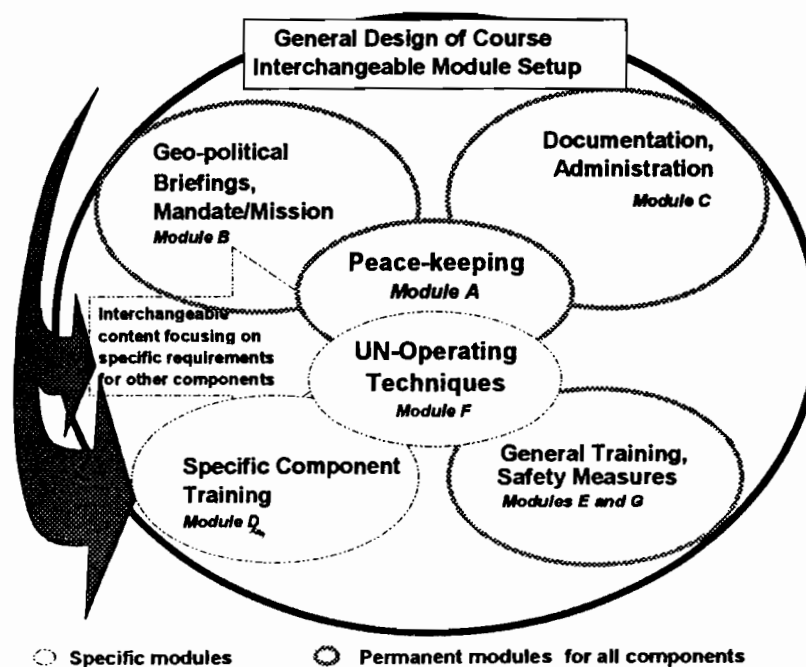 General Design of Course
Interchangeable Module Setup
Geo-political
Briefings,
Mandate/Mission
Module B
Documentation,
Administration
Module C
Peace-keeping
Module A
Interchangeable
content focusing on
specific requirements
for other components
UN-Operating
Techniques
Module F
Specific Component
Training
Module D
General Training,
Safety Measures
Modules E and G
Specific modules
Permanent modules for all components